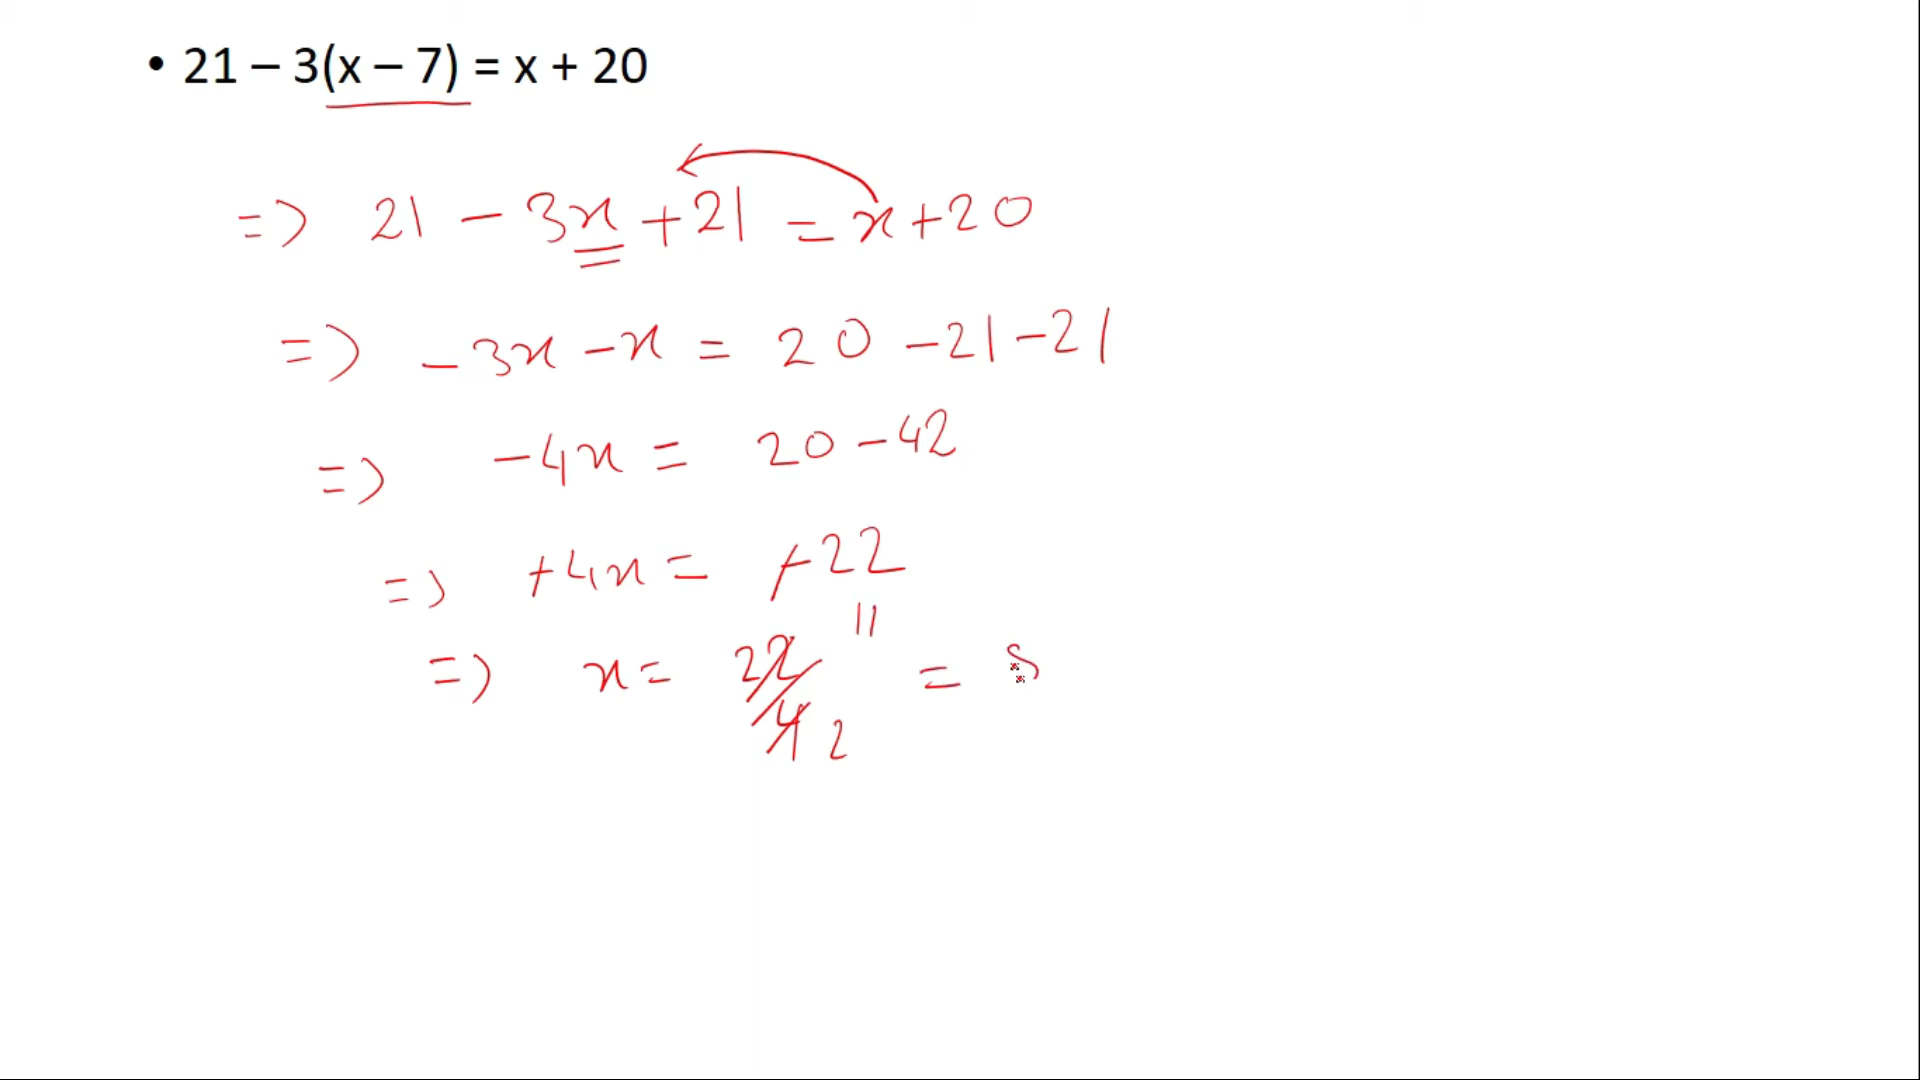 • 21 – 3(x – 7) = x + 20
=> 21 - 3x + 21 = x + 20
=> -3x - x = 20 - 21 - 21
=> -4x = 20 - 42
=> +4x = +22
11
=> x = 22/4 =
2